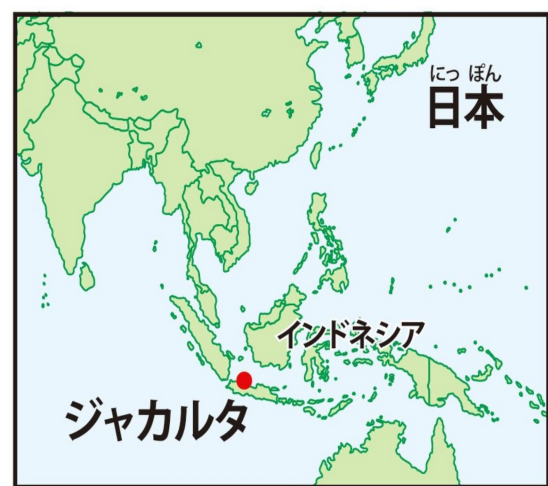 にっぽん
日本
インドネシア
ジャカルタ